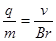 q/m = v/Br